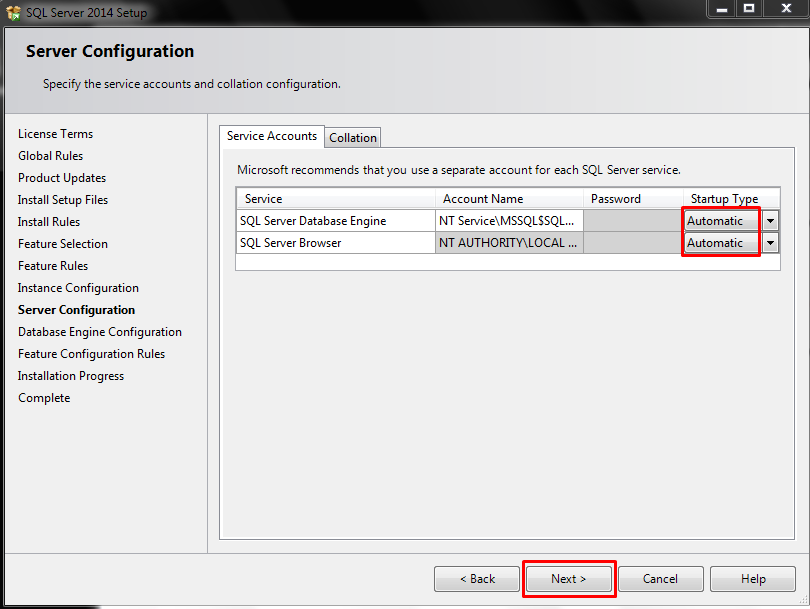 SQL Server 2014 Setup
Server Configuration
Specify the service accounts and collation configuration.
License Terms
Global Rules
Product Updates
Install Setup Files
Install Rules
Feature Selection
Feature Rules
Instance Configuration
Server Configuration
Database Engine Configuration
Feature Configuration Rules
Installation Progress
Complete
Service Accounts Collation
Microsoft recommends that you use a separate account for each SQL Server service.
Service Account Name Password Startup Type
SQL Server Database Engine NT Service\MSSQL$SQL... Automatic
SQL Server Browser NT AUTHORITY\LOCAL ... Automatic
< Back Next > Cancel Help